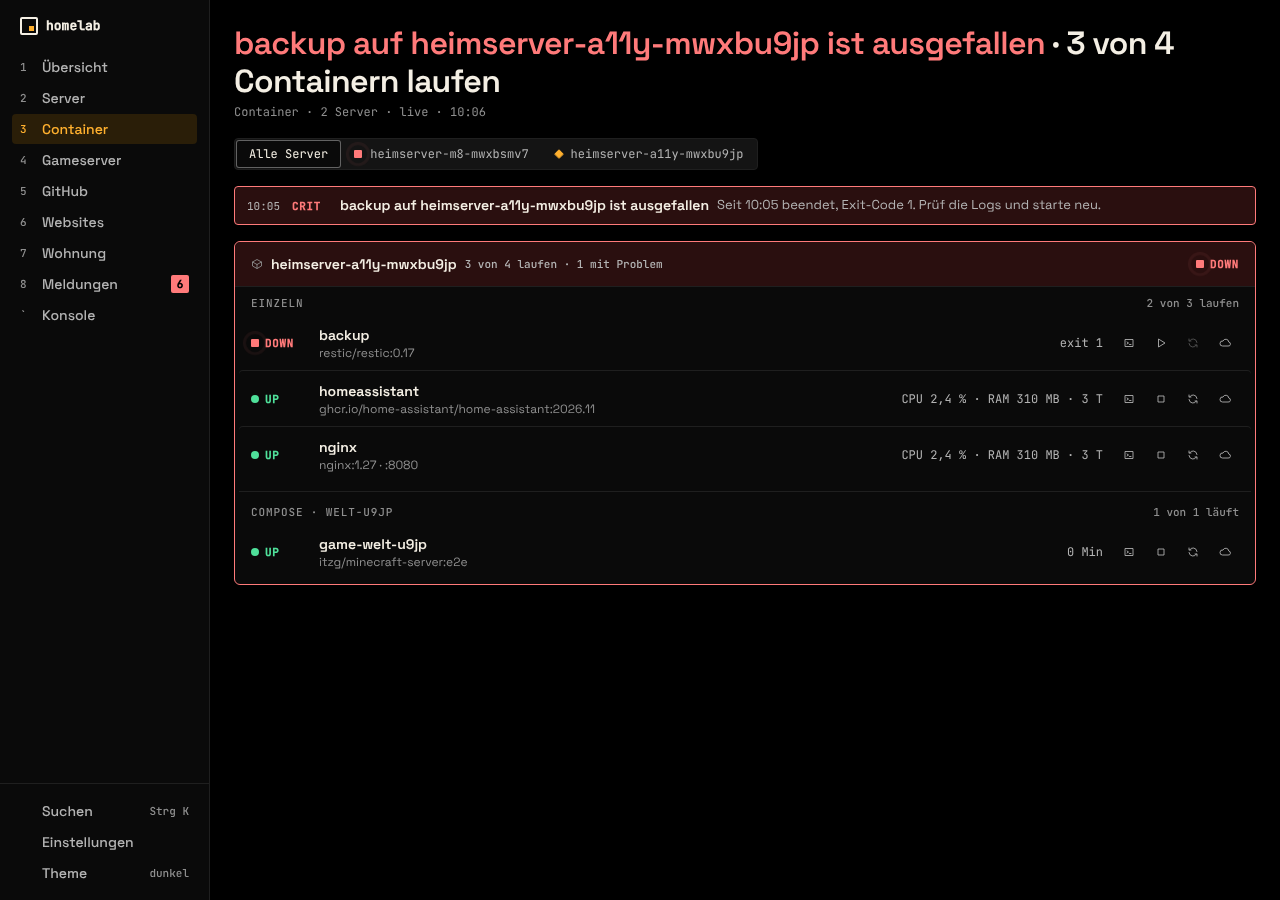 homelab
1 Übersicht
2 Server
3 Container
4 Gameserver
5 GitHub
6 Websites
7 Wohnung
8 Meldungen 6
` Konsole
Suchen Strg K
Einstellungen
Theme dunkel
backup auf heimserver-a11y-mwxbu9jp ist ausgefallen · 3 von 4
Containern laufen
Container · 2 Server · live · 10:06
Alle Server heimserver-m8-mwxbsmv7 heimserver-a11y-mwxbu9jp
10:05 CRIT backup auf heimserver-a11y-mwxbu9jp ist ausgefallen Seit 10:05 beendet, Exit-Code 1. Prüf die Logs und starte neu.
heimserver-a11y-mwxbu9jp 3 von 4 laufen · 1 mit Problem DOWN
EINZELN 2 von 3 laufen
DOWN backup exit 1
restic/restic:0.17
UP homeassistant CPU 2,4 % · RAM 310 MB · 3 T
ghcr.io/home-assistant/home-assistant:2026.11
UP nginx CPU 2,4 % · RAM 310 MB · 3 T
nginx:1.27 · :8080
COMPOSE · WELT-U9JP 1 von 1 läuft
UP game-welt-u9jp 0 Min
itzg/minecraft-server:e2e